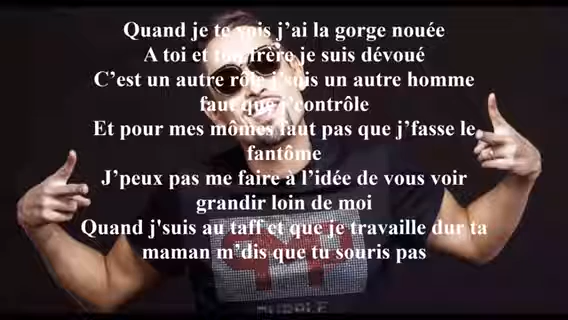 Quand je te vois j’ai la gorge nouée
A toi et ton frère je suis dévoué
C’est un autre rôle j'sois un autre homme
faut que j’contrôle
Et pour mes mômes faut pas que j’fasse le
fantôme
J’peux pas me faire à l’idée de vous voir
grandir loin de moi
Quand j'suis au taff et que je travaille dur ta
maman m’dis que tu souris pas